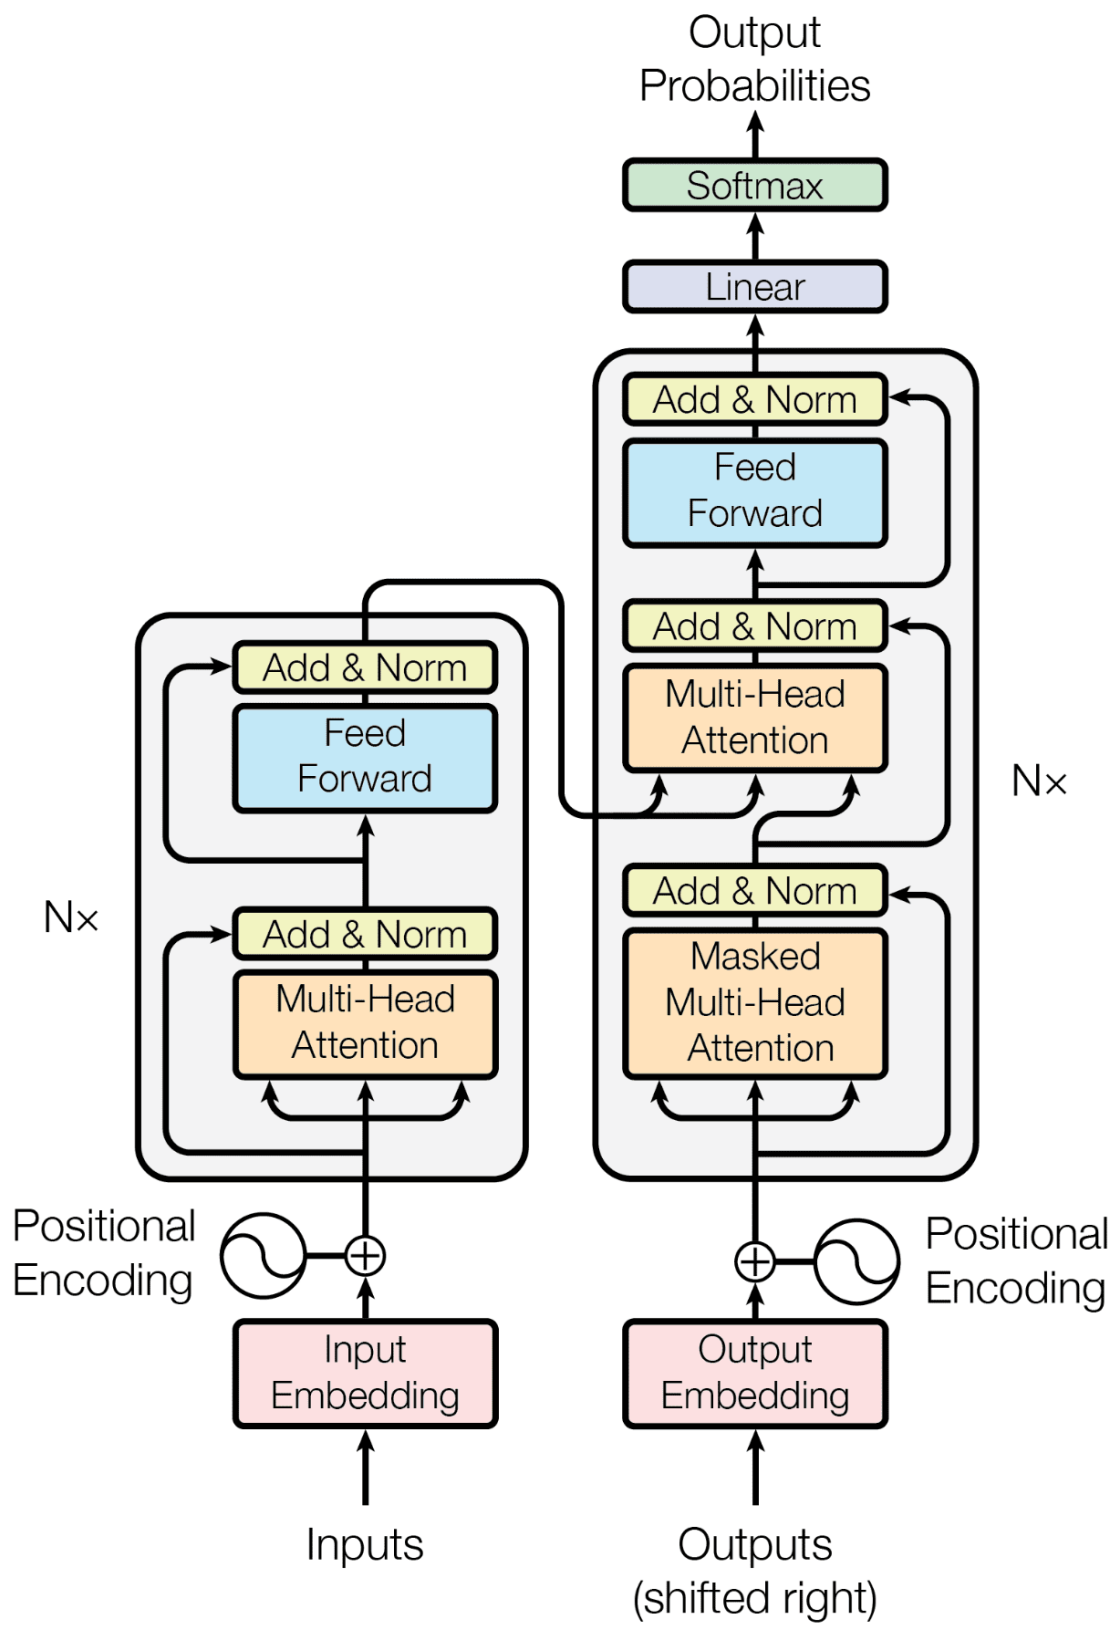 Output
Probabilities
Softmax
Linear
Add & Norm
Feed
Forward
Add & Norm
Multi-Head
Attention
Add & Norm
Masked
Multi-Head
Attention
N×
Positional
Encoding
Output
Embedding
Outputs
(shifted right)
Add & Norm
Feed
Forward
Add & Norm
Multi-Head
Attention
N×
Positional
Encoding
Input
Embedding
Inputs